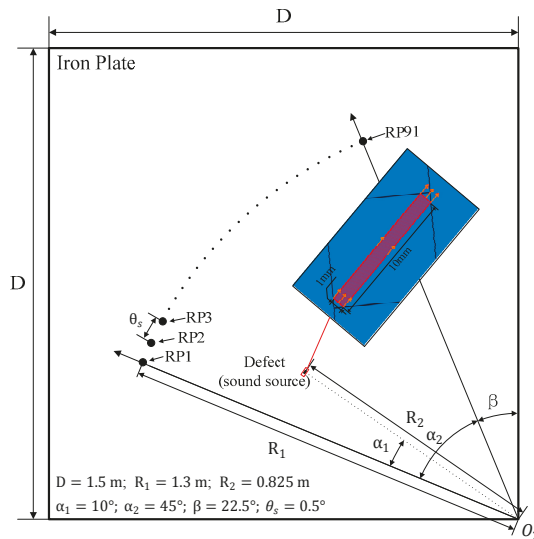 D
Iron Plate
RP91
1mm
10mm
D
θₛ
RP3
RP2
RP1
Defect
(sound source)
R₂
β
α₁
α₂
R₁
D = 1.5 m; R₁ = 1.3 m; R₂ = 0.825 m
α₁ = 10°; α₂ = 45°; β = 22.5°; θₛ = 0.5°